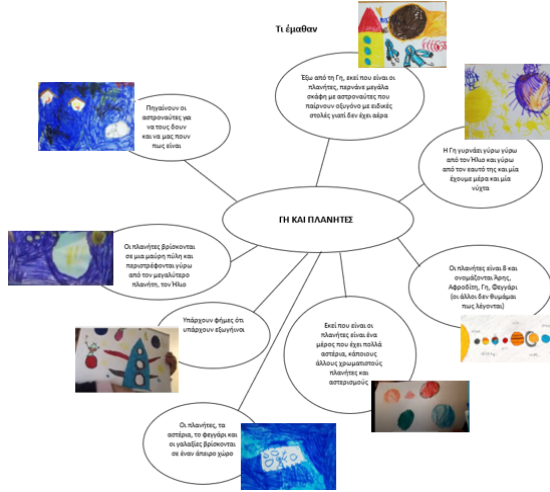 Τι έμαθαν
Έξω από τη Γη, εκεί που είναι οι
πλανήτες, περνάνε μεγάλα
σκάφη με αστροναύτες που
παίρνουν οξυγόνο με ειδικές
στολές γιατί δεν έχει αέρα
Πηγαίνουν οι
αστροναύτες για
να τους δουν
και να μας πουν
πως είναι
Η Γη γυρνάει γύρω γύρω
από τον Ήλιο και γύρω
από τον εαυτό της και μία
έχουμε μέρα και μία
νύχτα
ΓΗ ΚΑΙ ΠΛΑΝΗΤΕΣ
Οι πλανήτες βρίσκονται
σε μια μαύρη πύλη και
περιστρέφονται γύρω
από τον μεγαλύτερο
πλανήτη, τον Ήλιο
Οι πλανήτες είναι 8 και
ονομάζονται Άρης,
Αφροδίτη, Γη, Φεγγάρι
(οι άλλοι δεν θυμάμαι
πως λέγονται)
Υπάρχουν φήμες ότι
υπάρχουν εξωγήινοι
Εκεί που είναι οι
πλανήτες είναι ένα
μέρος που έχει πολλά
αστέρια, κάποιους
άλλους χρωματιστούς
πλανήτες και
αστερισμούς
Οι πλανήτες, τα
αστέρια, το φεγγάρι και
οι γαλαξίες βρίσκονται
σε έναν άπειρο χώρο